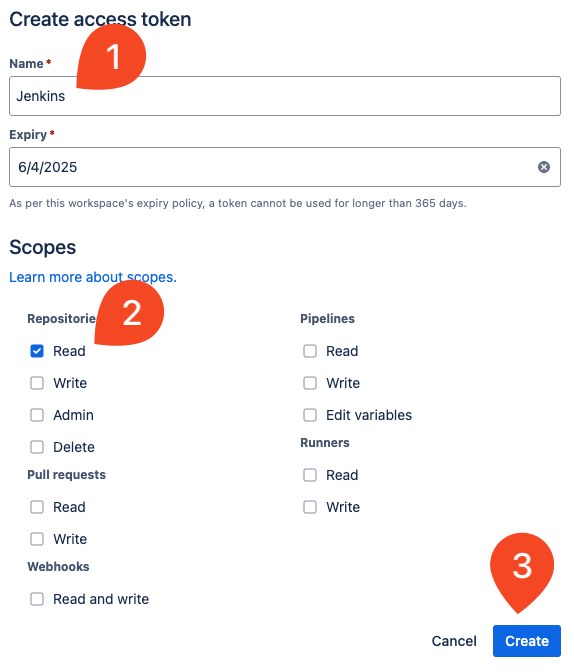 Create access token
1
Name*
Jenkins
Expiry*
6/4/2025
As per this workspace's expiry policy, a token cannot be used for longer than 365 days.
Scopes
Learn more about scopes.
2
Repositorie
Read
Write
Admin
Delete
Pull requests
Read
Write
Webhooks
Read and write
Pipelines
Read
Write
Edit variables
Runners
Read
Write
3
Cancel
Create